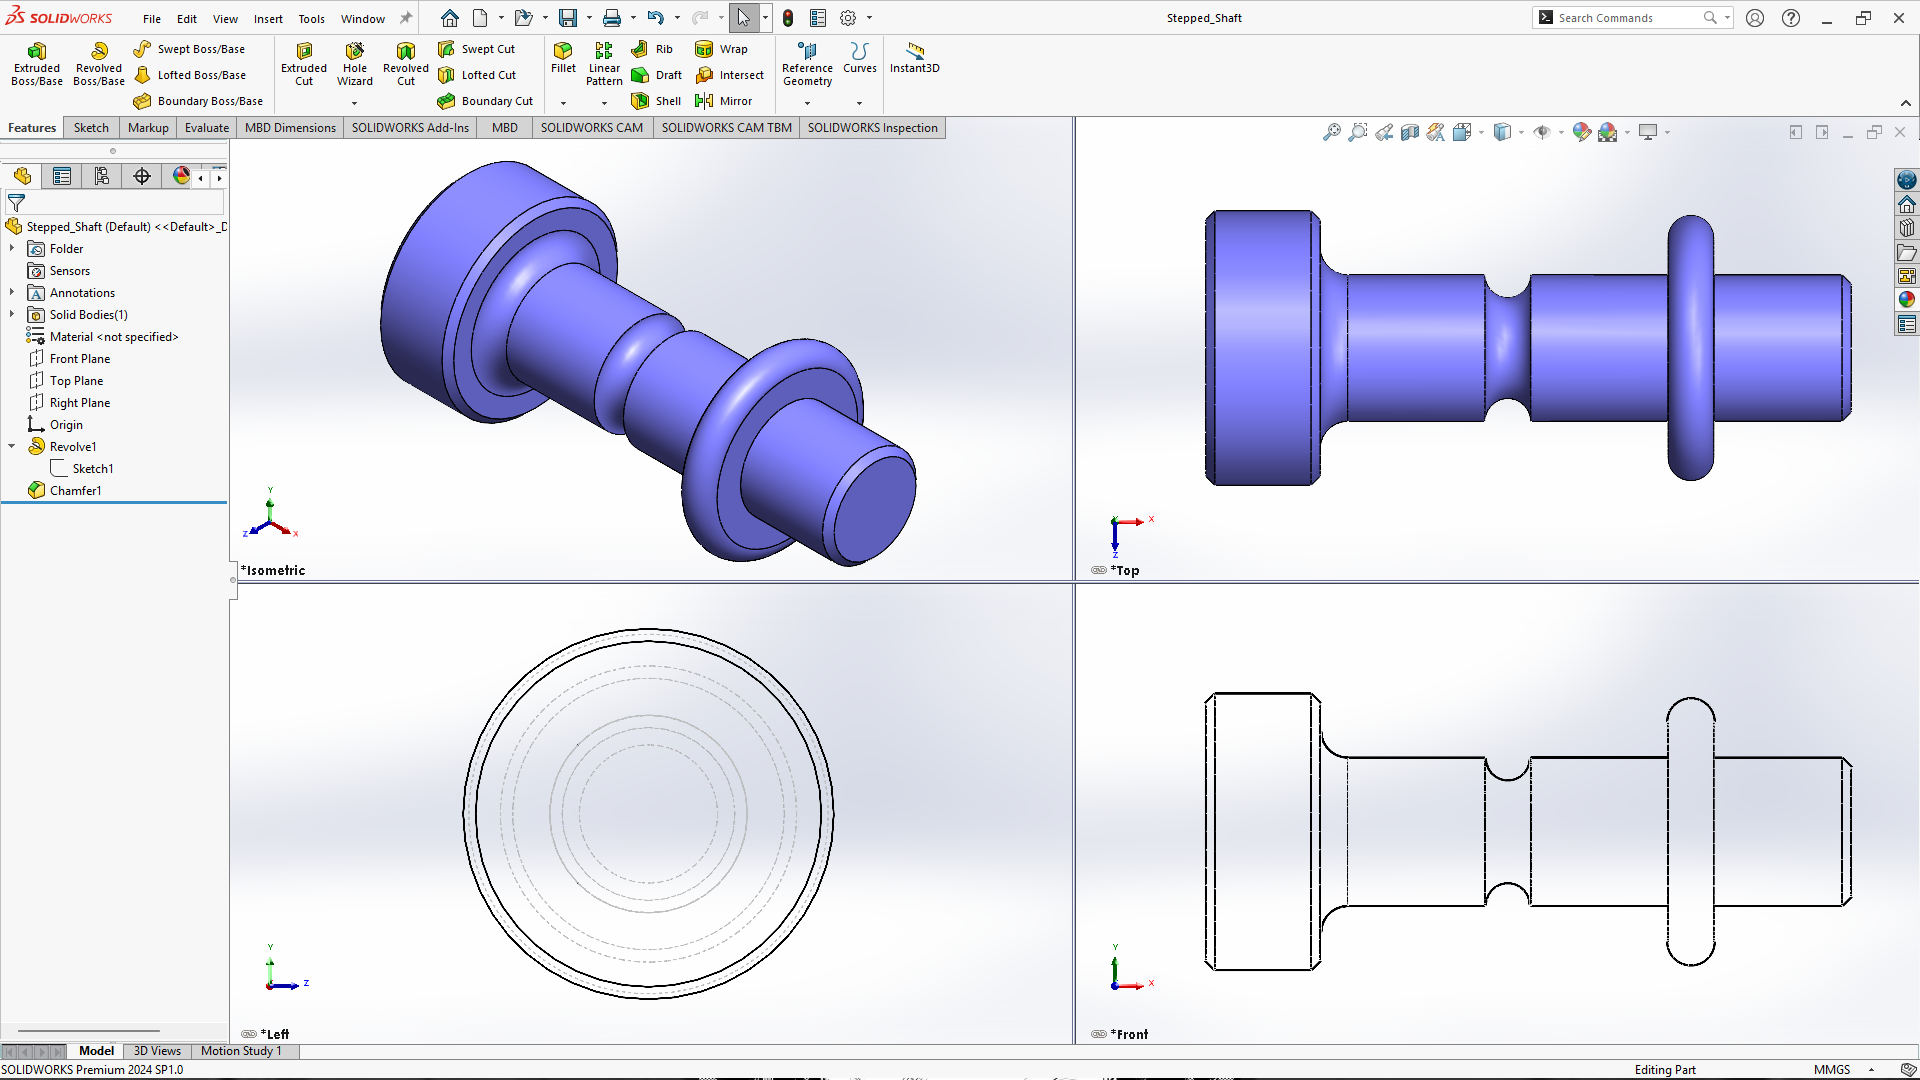 SOLIDWORKS File Edit View Insert Tools Window Stepped_Shaft Search Commands
Extruded Boss/Base
Revolved Boss/Base
Swept Boss/Base
Lofted Boss/Base
Boundary Boss/Base
Extruded Cut
Hole Wizard
Revolved Cut
Swept Cut
Lofted Cut
Boundary Cut
Fillet
Linear Pattern
Rib
Draft
Shell
Wrap
Intersect
Mirror
Reference Geometry
Curves
Instant3D
Features Sketch Markup Evaluate MBD Dimensions SOLIDWORKS Add-Ins MBD SOLIDWORKS CAM SOLIDWORKS CAM TBM SOLIDWORKS Inspection
Stepped_Shaft (Default) <<Default>_D
Folder
Sensors
Annotations
Solid Bodies(1)
Material <not specified>
Front Plane
Top Plane
Right Plane
Origin
Revolve1
Sketch1
Chamfer1
Y
Z
X
*Isometric
X
Z
*Top
Y
Z
*Left
Y
X
*Front
Model 3D Views Motion Study 1
SOLIDWORKS Premium 2024 SP1.0 Editing Part MMGS